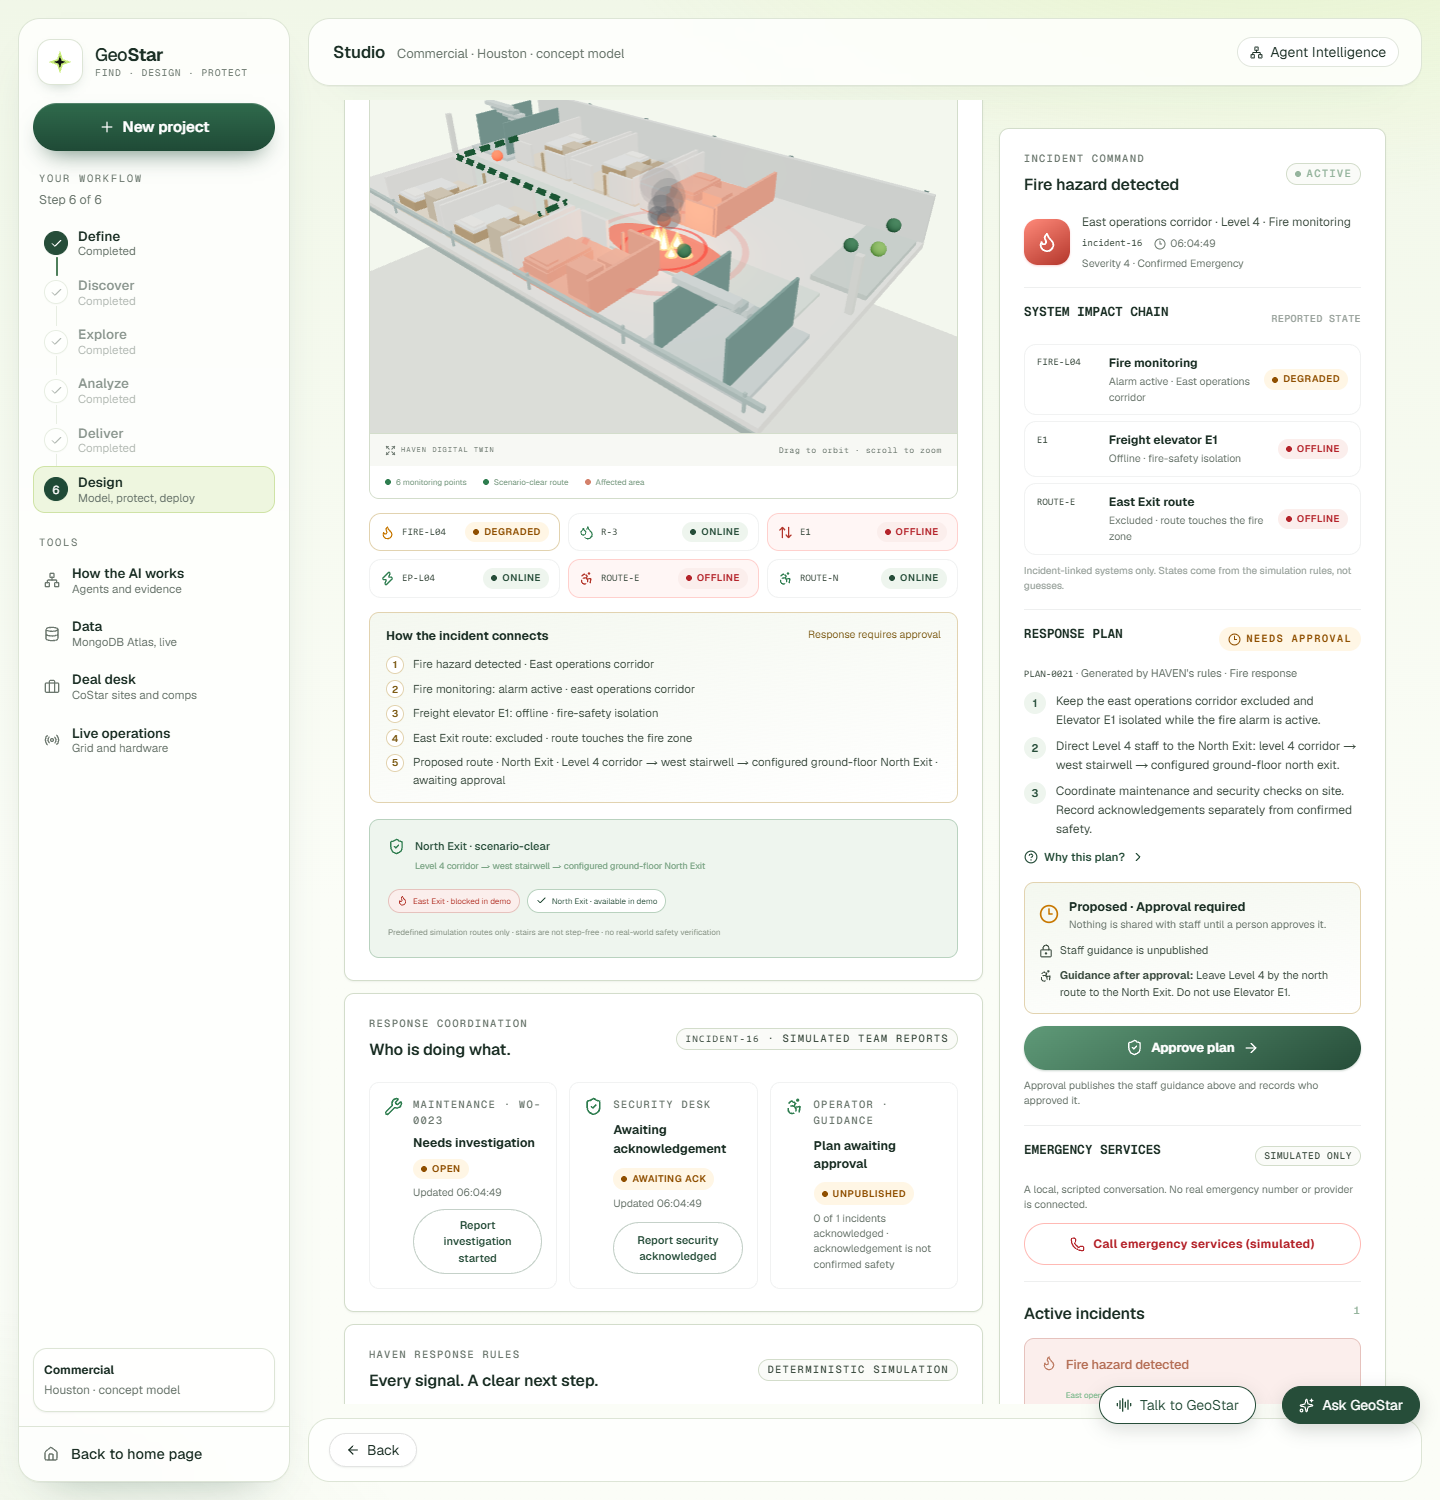 GeoStar
FIND · DESIGN · PROTECT
New project
YOUR WORKFLOW
Step 6 of 6
Define
Completed
Discover
Completed
Explore
Completed
Analyze
Completed
Deliver
Completed
6
Design
Model, protect, deploy
TOOLS
How the AI works
Agents and evidence
Data
MongoDB Atlas, live
Deal desk
CoStar sites and comps
Live operations
Grid and hardware
Commercial
Houston · concept model
Back to home page
Studio
Commercial · Houston · concept model
Agent Intelligence
HAVEN DIGITAL TWIN
Drag to orbit · scroll to zoom
6 monitoring points
Scenario-clear route
Affected area
FIRE-L04
DEGRADED
R-3
ONLINE
E1
OFFLINE
EP-L04
ONLINE
ROUTE-E
OFFLINE
ROUTE-N
ONLINE
How the incident connects
Response requires approval
1 Fire hazard detected · East operations corridor
2 Fire monitoring: alarm active · east operations corridor
3 Freight elevator E1: offline · fire-safety isolation
4 East Exit route: excluded · route touches the fire zone
5 Proposed route · North Exit · Level 4 corridor → west stairwell → configured ground-floor North Exit ·
awaiting approval
North Exit · scenario-clear
Level 4 corridor → west stairwell → configured ground-floor North Exit
East Exit · blocked in demo
North Exit · available in demo
Predefined simulation routes only · stairs are not step-free · no real-world safety verification
RESPONSE COORDINATION
Who is doing what.
INCIDENT-16 · SIMULATED TEAM REPORTS
MAINTENANCE · WO-
0023
Needs investigation
OPEN
Updated 06:04:49
Report
investigation
started
SECURITY DESK
Awaiting
acknowledgement
AWAITING ACK
Updated 06:04:49
Report security
acknowledged
OPERATOR ·
GUIDANCE
Plan awaiting
approval
UNPUBLISHED
0 of 1 incidents
acknowledged ·
acknowledgement is not
confirmed safety
HAVEN RESPONSE RULES
Every signal. A clear next step.
DETERMINISTIC SIMULATION
Back
INCIDENT COMMAND
Fire hazard detected
ACTIVE
East operations corridor · Level 4 · Fire monitoring
incident-16
06:04:49
Severity 4 · Confirmed Emergency
SYSTEM IMPACT CHAIN
REPORTED STATE
FIRE-L04
Fire monitoring
Alarm active · East operations
corridor
DEGRADED
E1
Freight elevator E1
Offline · fire-safety isolation
OFFLINE
ROUTE-E
East Exit route
Excluded · route touches the fire
zone
OFFLINE
Incident-linked systems only. States come from the simulation rules, not
guesses.
RESPONSE PLAN
NEEDS APPROVAL
PLAN-0021 · Generated by HAVEN's rules · Fire response
1 Keep the east operations corridor excluded and
Elevator E1 isolated while the fire alarm is active.
2 Direct Level 4 staff to the North Exit: level 4 corridor →
west stairwell → configured ground-floor north exit.
3 Coordinate maintenance and security checks on site.
Record acknowledgements separately from confirmed
safety.
Why this plan?
Proposed · Approval required
Nothing is shared with staff until a person approves it.
Staff guidance is unpublished
Guidance after approval: Leave Level 4 by the north
route to the North Exit. Do not use Elevator E1.
Approve plan →
Approval publishes the staff guidance above and records who
approved it.
EMERGENCY SERVICES
SIMULATED ONLY
A local, scripted conversation. No real emergency number or provider
is connected.
Call emergency services (simulated)
Active incidents
1
Fire hazard detected
East oper
Talk to GeoStar
Ask GeoStar